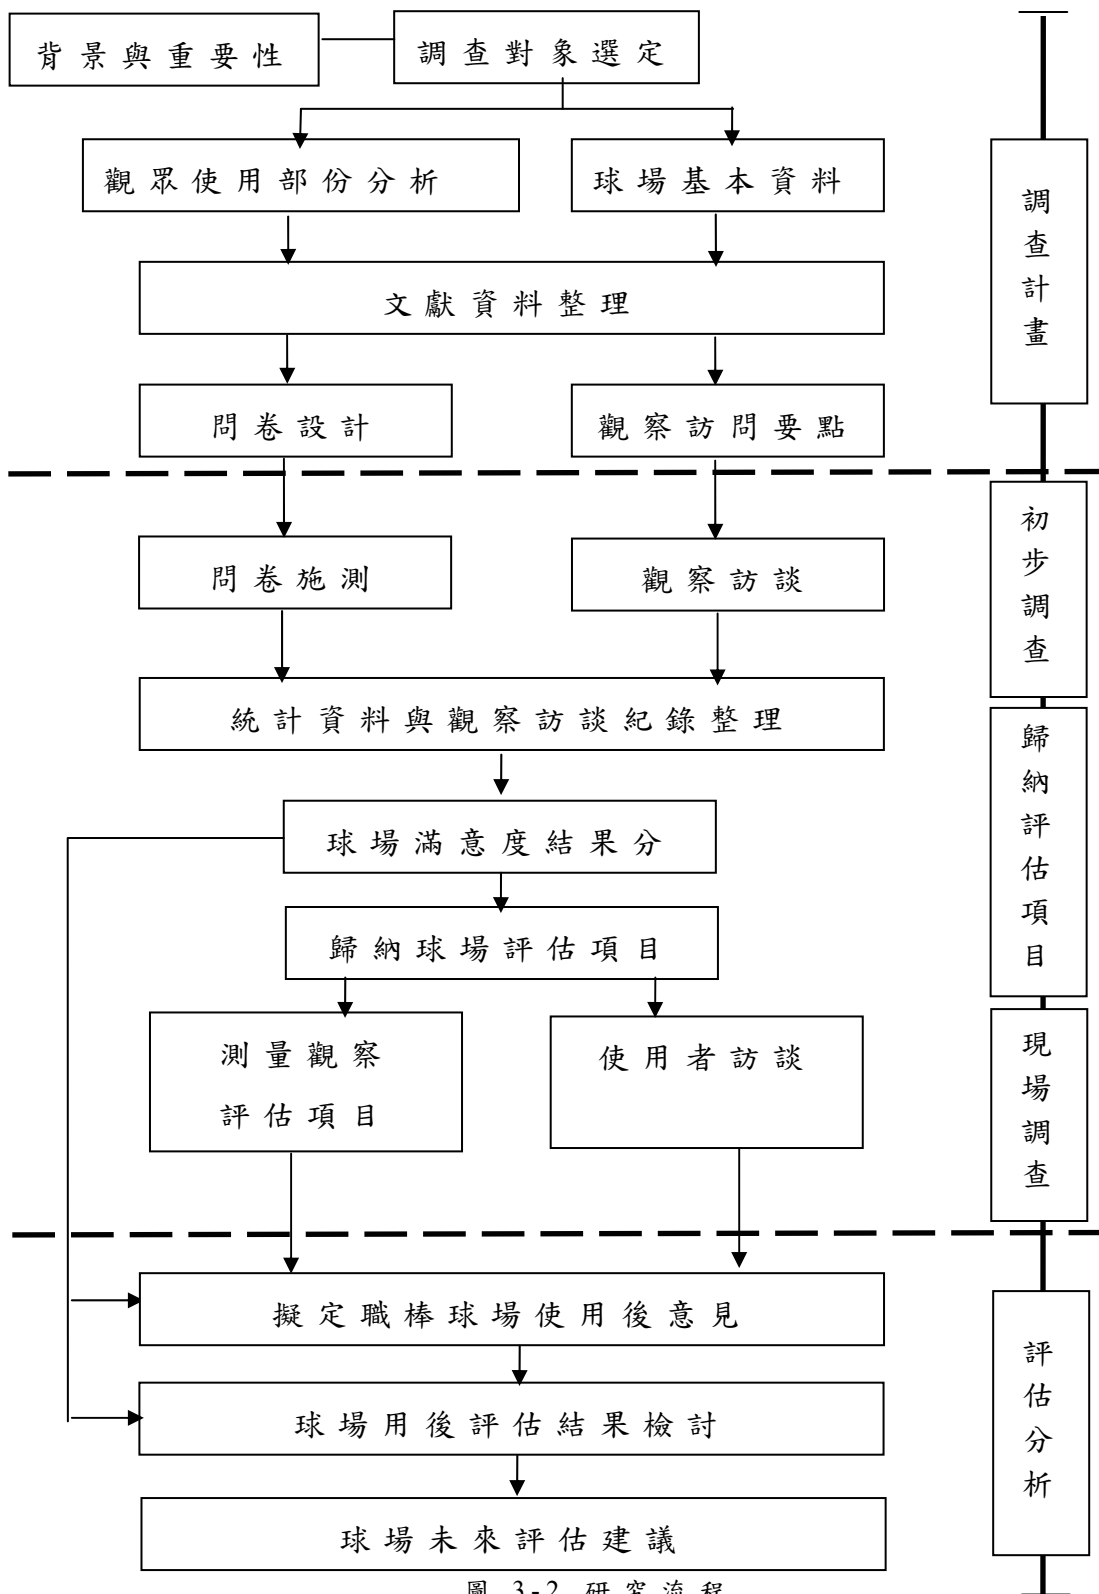 背景與重要性
調查對象選定
觀眾使用部份分析
球場基本資料
文獻資料整理
問卷設計
觀察訪問要點
問卷施測
觀察訪談
統計資料與觀察訪談紀錄整理
球場滿意度結果分
歸納球場評估項目
測量觀察
評估項目
使用者訪談
擬定職棒球場使用後意見
球場用後評估結果檢討
球場未來評估建議
調查計畫
初步調查
歸納評估項目
現場調查
評估分析
圖 3-2 研究流程